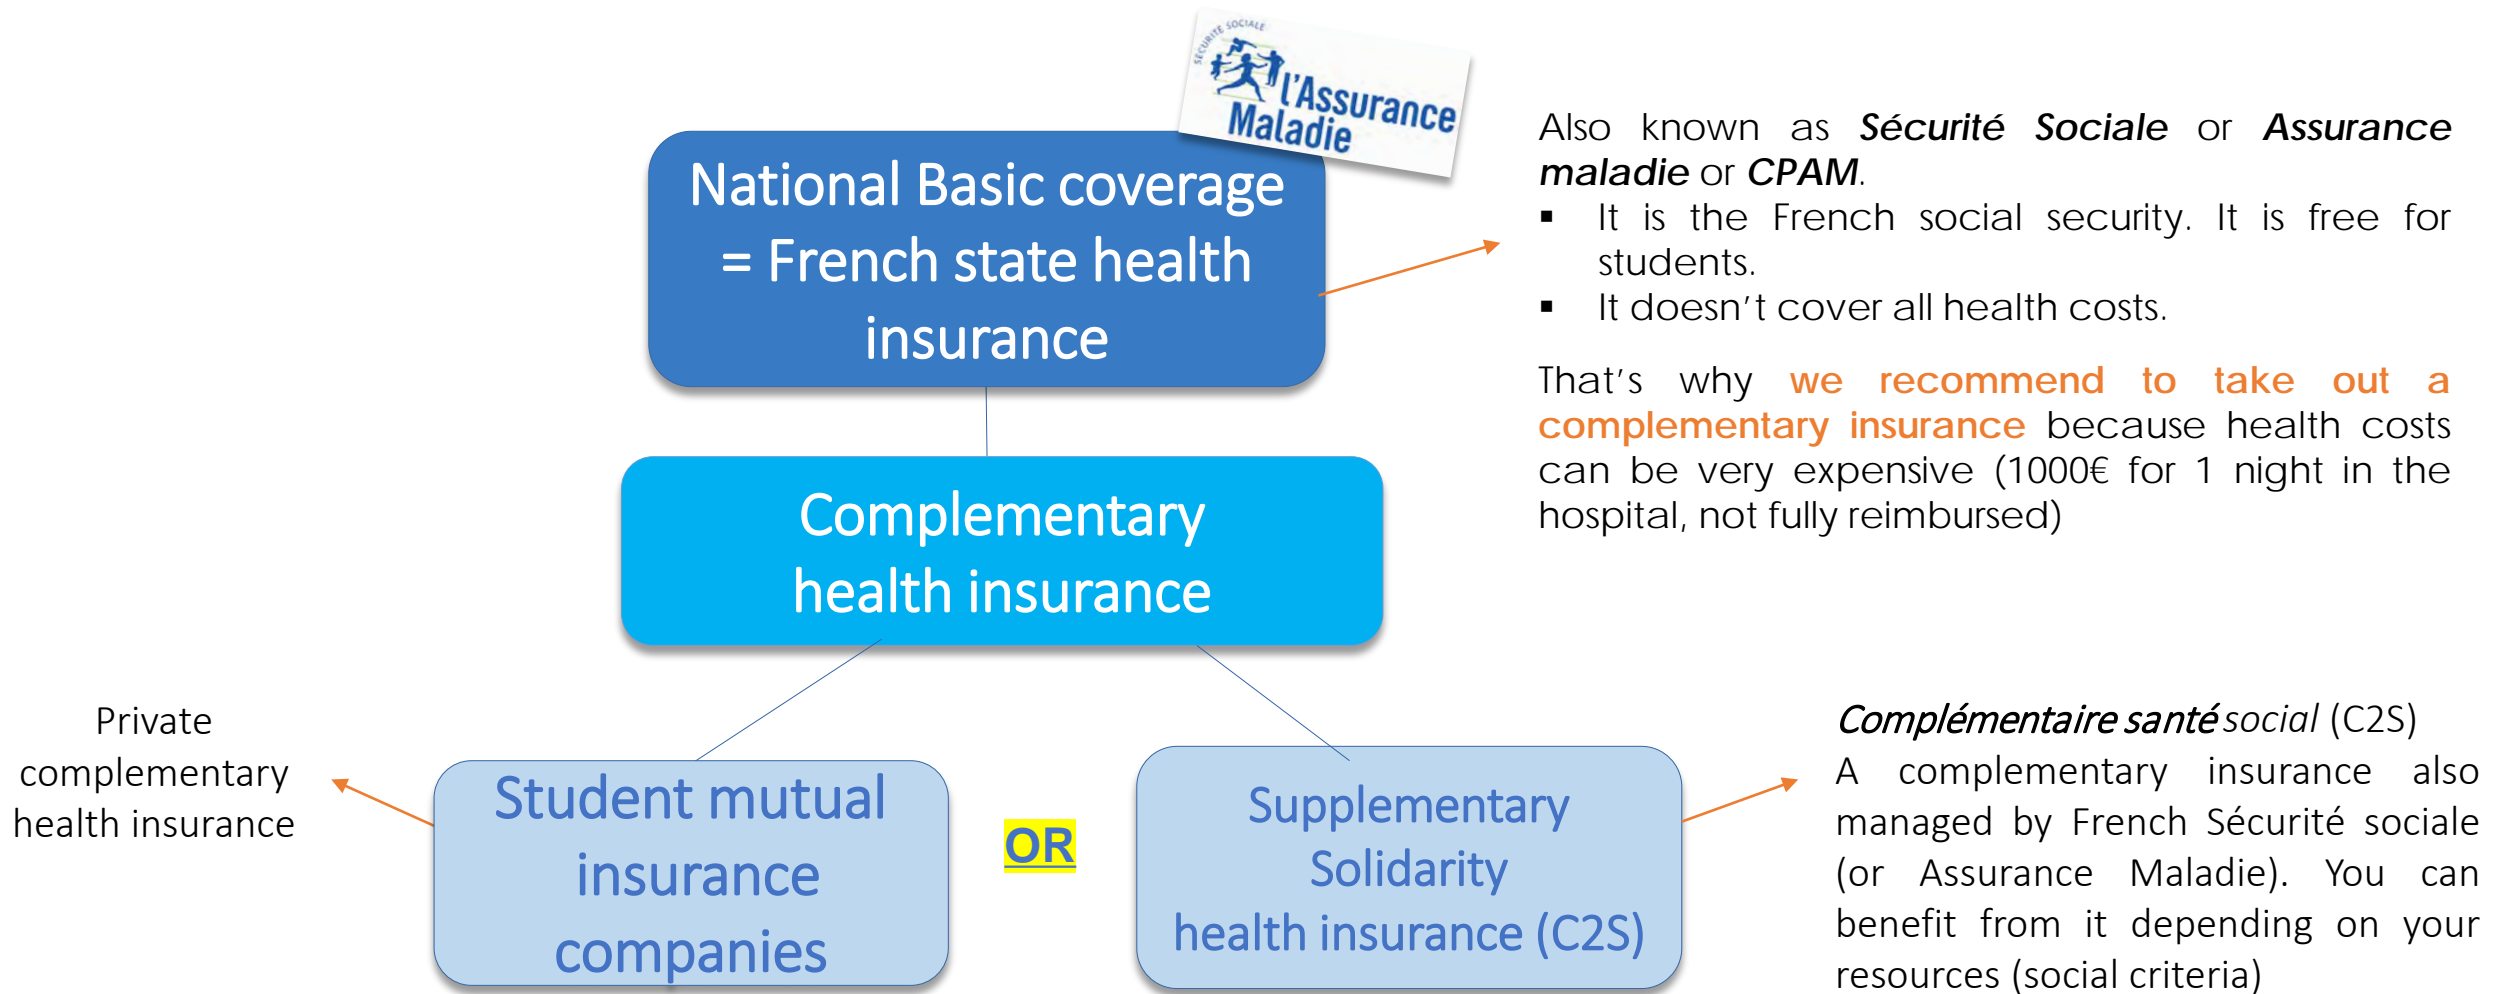 SÉCURITÉ SOCIALE
l'Assurance
Maladie
National Basic coverage
= French state health
insurance
Also known as Sécurité Sociale or Assurance
maladie or CPAM.
▪ It is the French social security. It is free for
students.
▪ It doesn't cover all health costs.
That's why we recommend to take out a
complementary insurance because health costs
can be very expensive (1000€ for 1 night in the
hospital, not fully reimbursed)
Complementary
health insurance
Private
complementary
health insurance
Student mutual
insurance
companies
OR
Supplementary
Solidarity
health insurance (C2S)
Complémentaire santé social (C2S)
A complementary insurance also
managed by French Sécurité sociale
(or Assurance Maladie). You can
benefit from it depending on your
resources (social criteria)